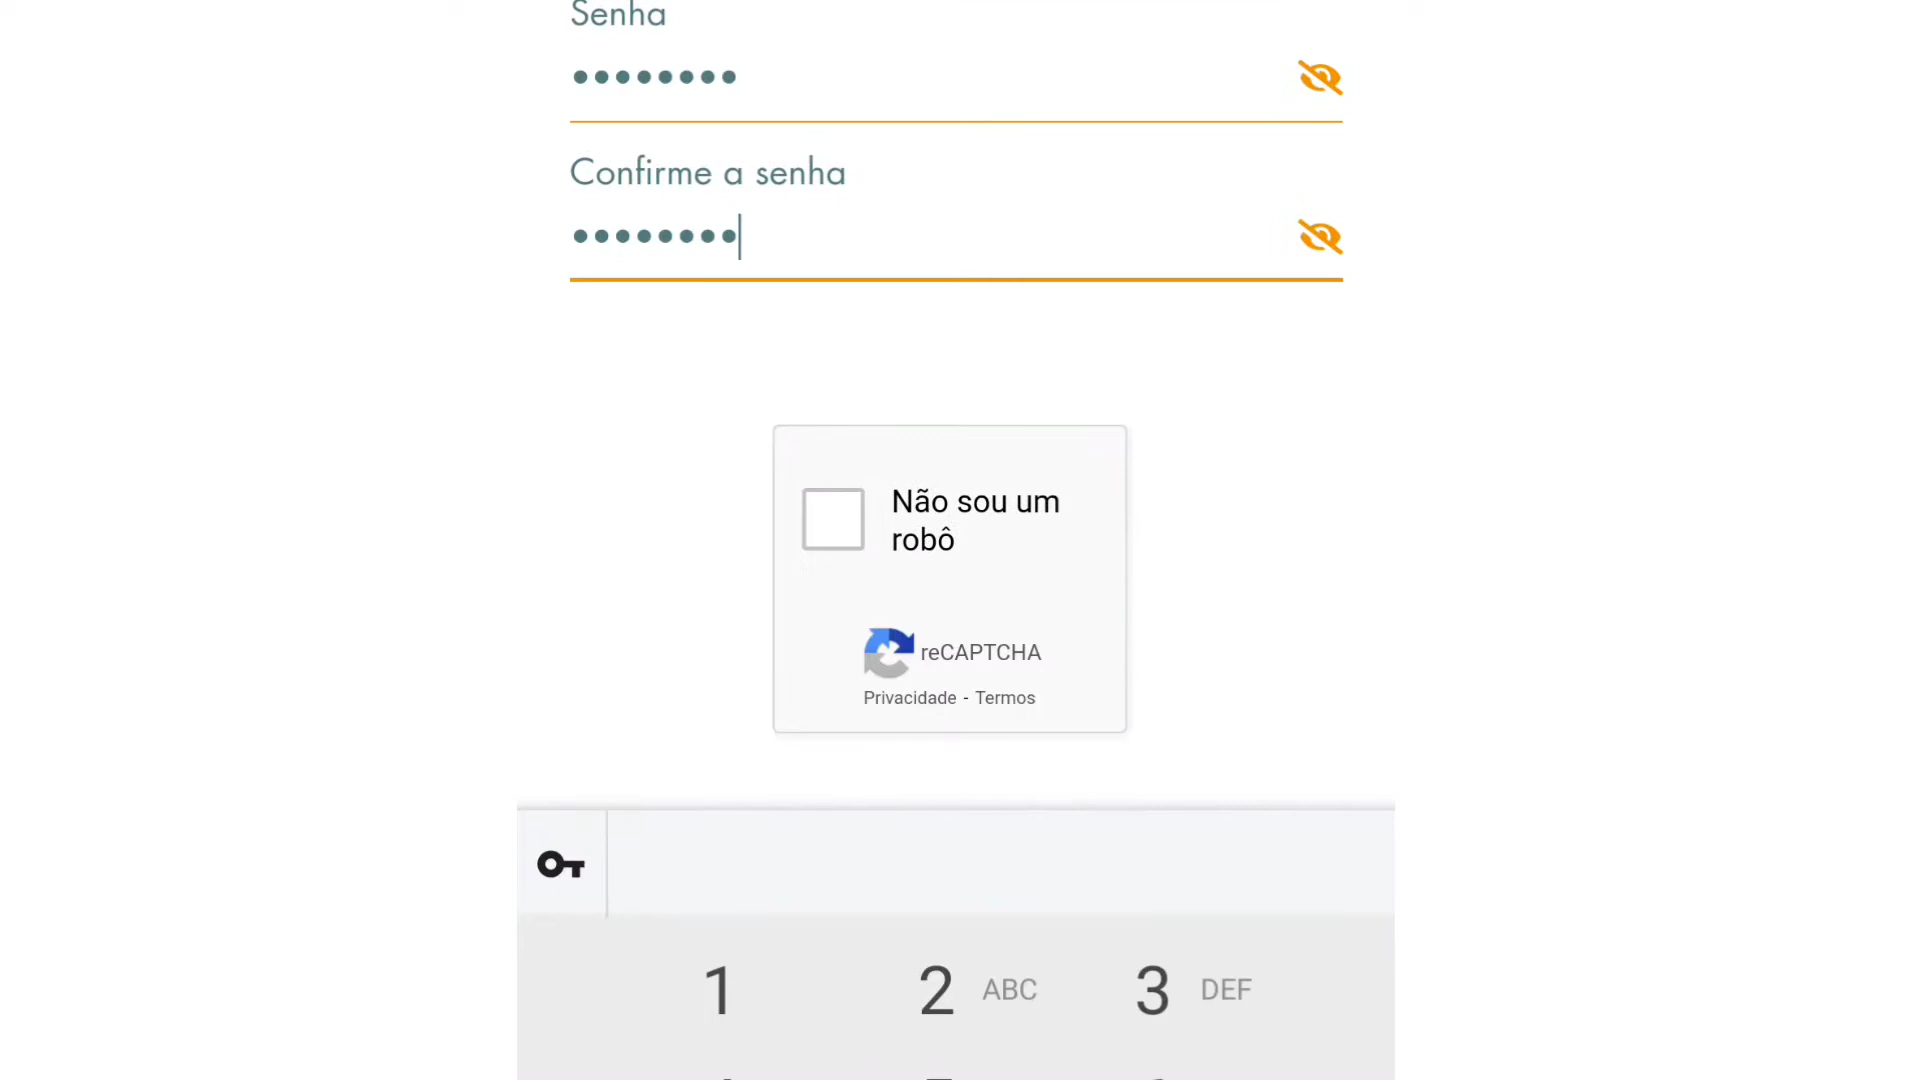 Senha
••••••••
Confirme a senha
••••••••
Não sou um
robô
reCAPTCHA
Privacidade - Termos
1 2 ABC 3 DEF